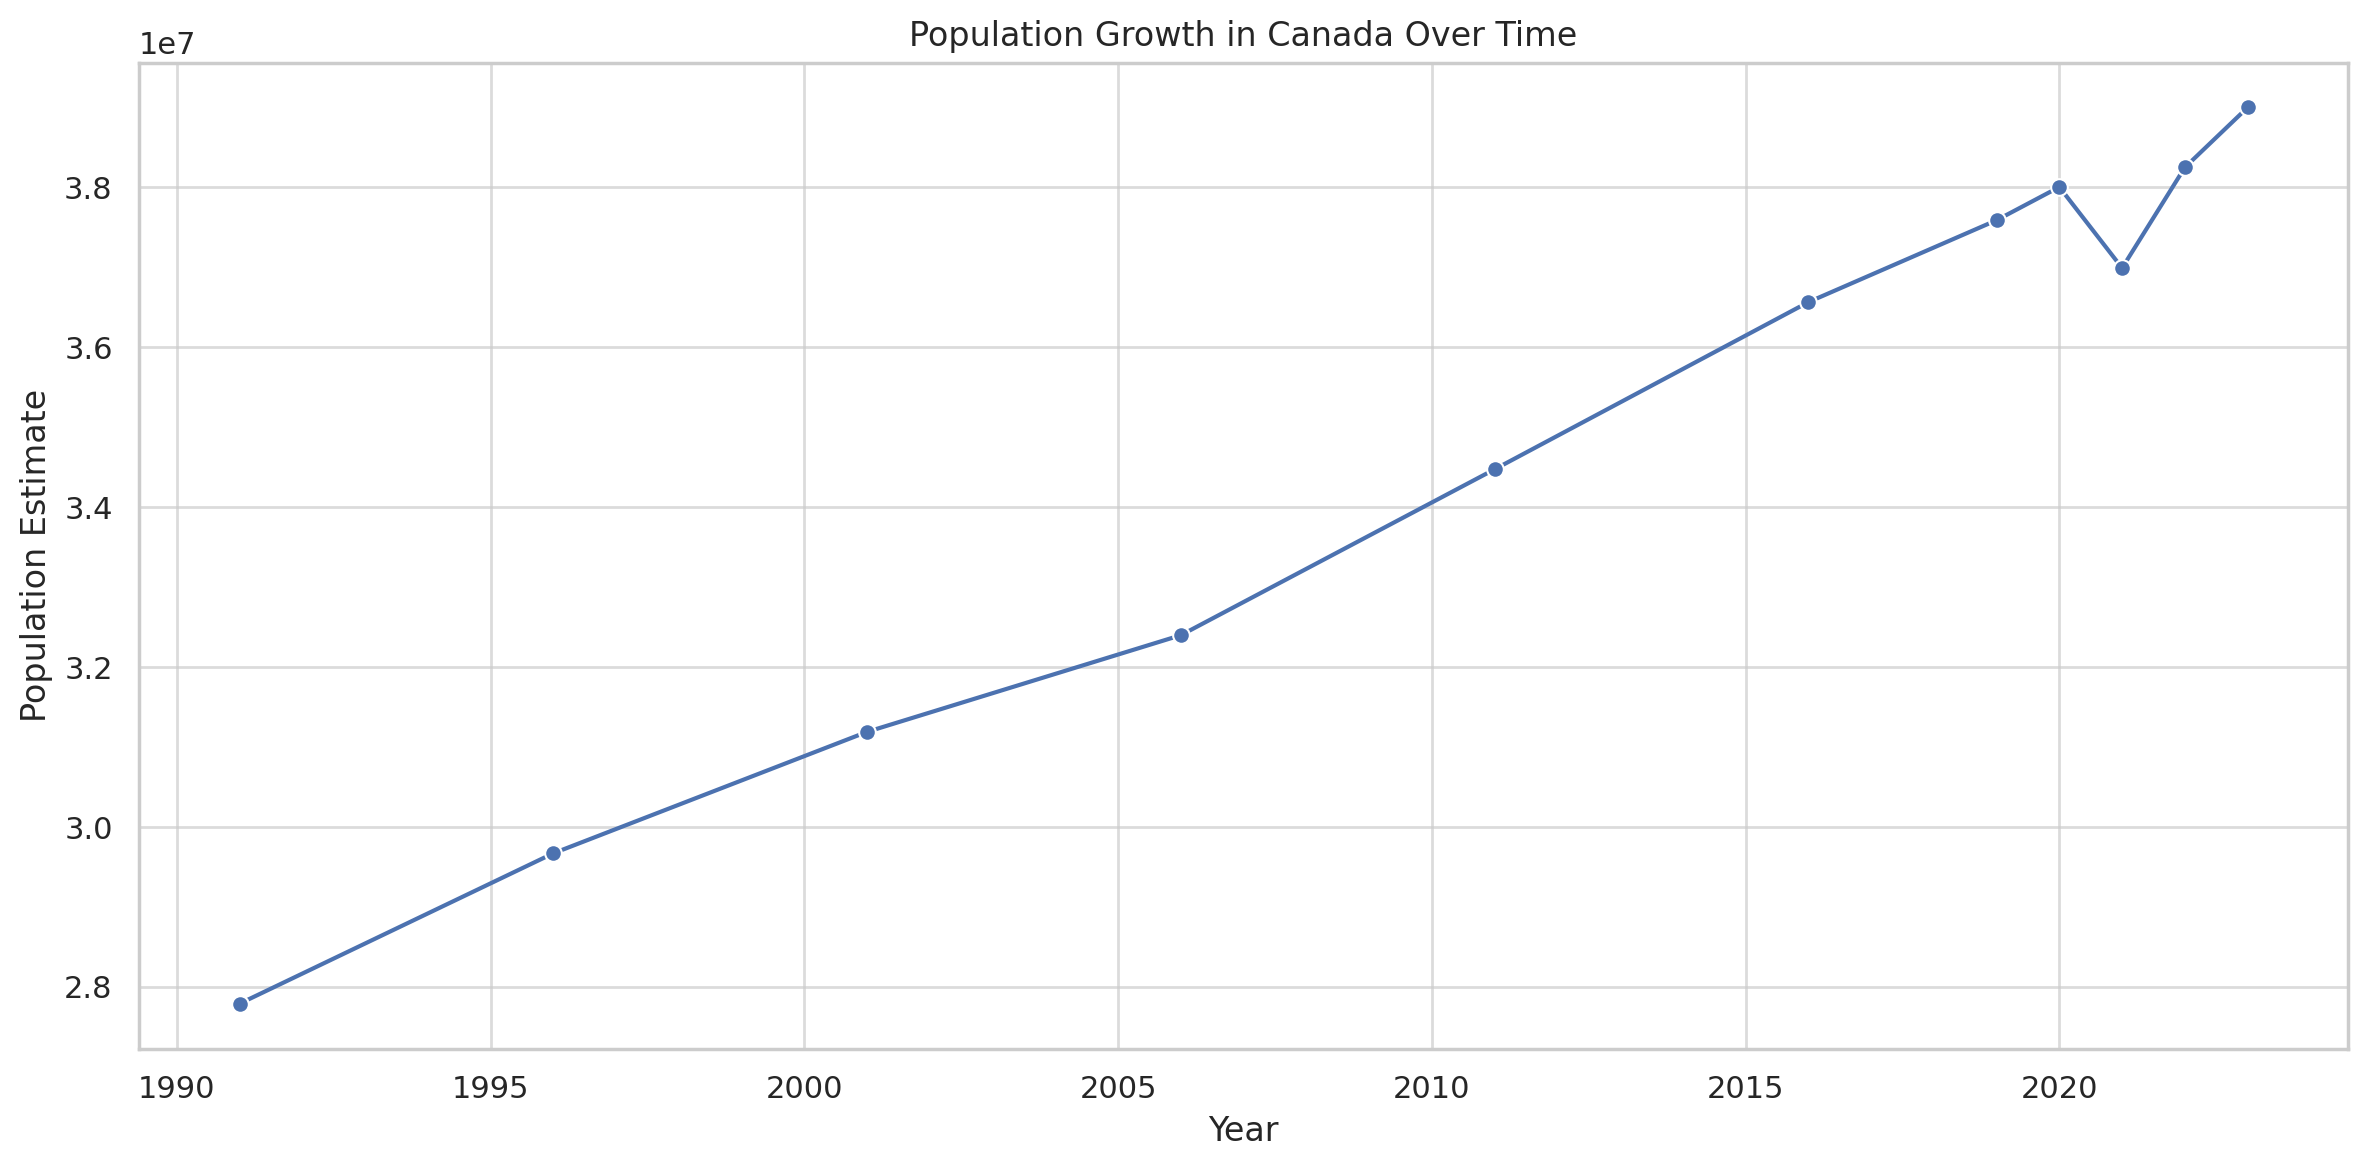 Population Growth in Canada Over Time
1e7
3.8
3.6
3.4
3.2
3.0
2.8
Population Estimate
1990 1995 2000 2005 2010 2015 2020
Year